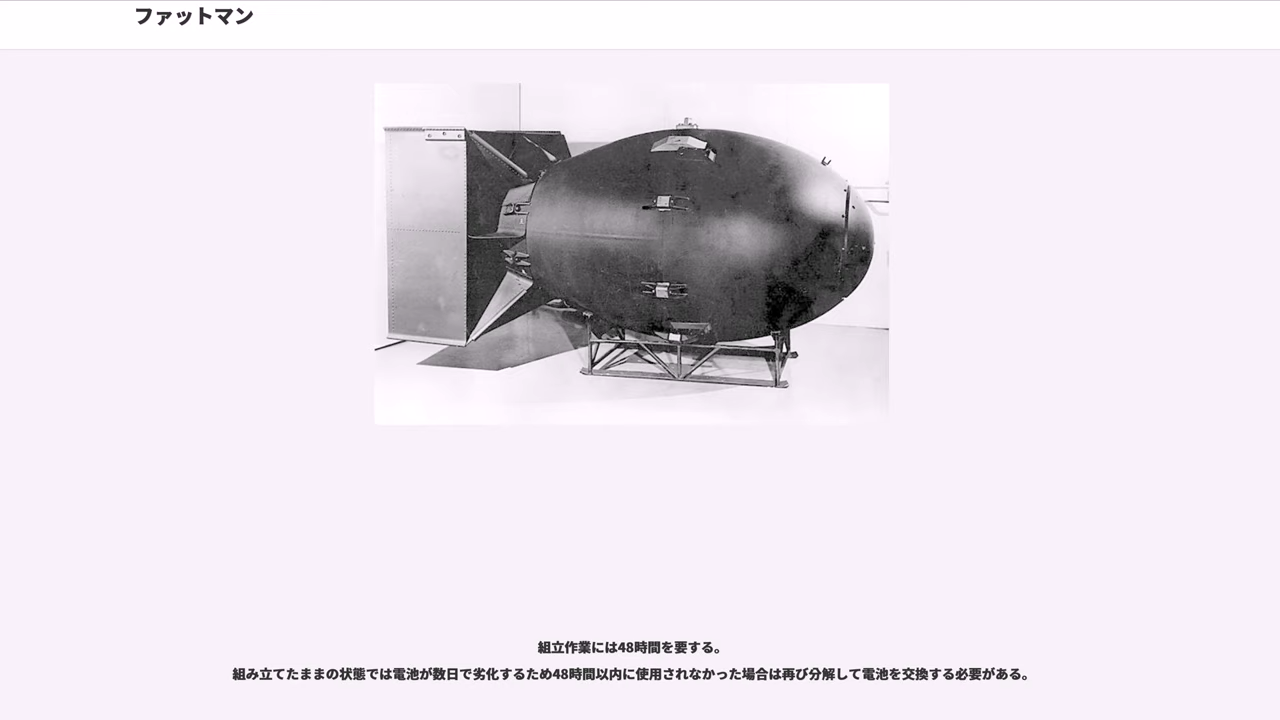 ファットマン
組立作業には48時間を要する。
組み立てたままの状態では電池が数日で劣化するため48時間以内に使用されなかった場合は再び分解して電池を交換する必要がある。